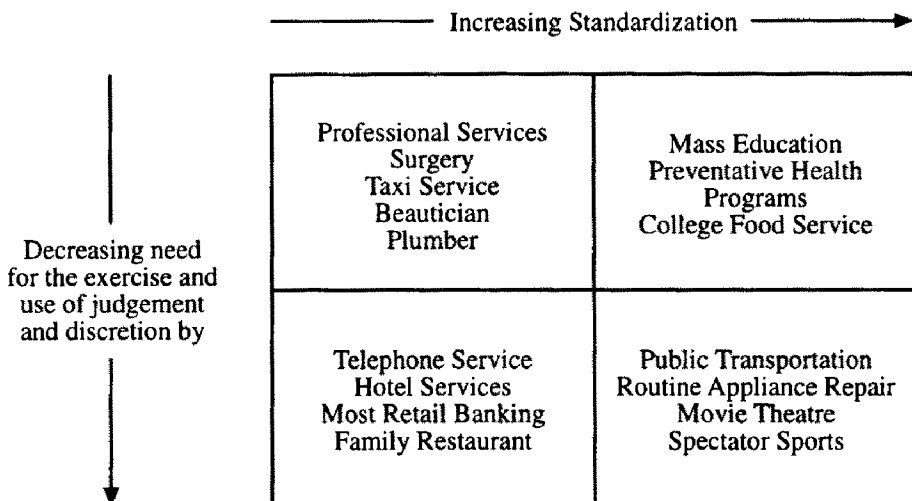 Increasing Standardization
Decreasing need
for the exercise and
use of judgement
and discretion by
Professional Services
Surgery
Taxi Service
Beautician
Plumber
Mass Education
Preventative Health
Programs
College Food Service
Telephone Service
Hotel Services
Most Retail Banking
Family Restaurant
Public Transportation
Routine Appliance Repair
Movie Theatre
Spectator Sports